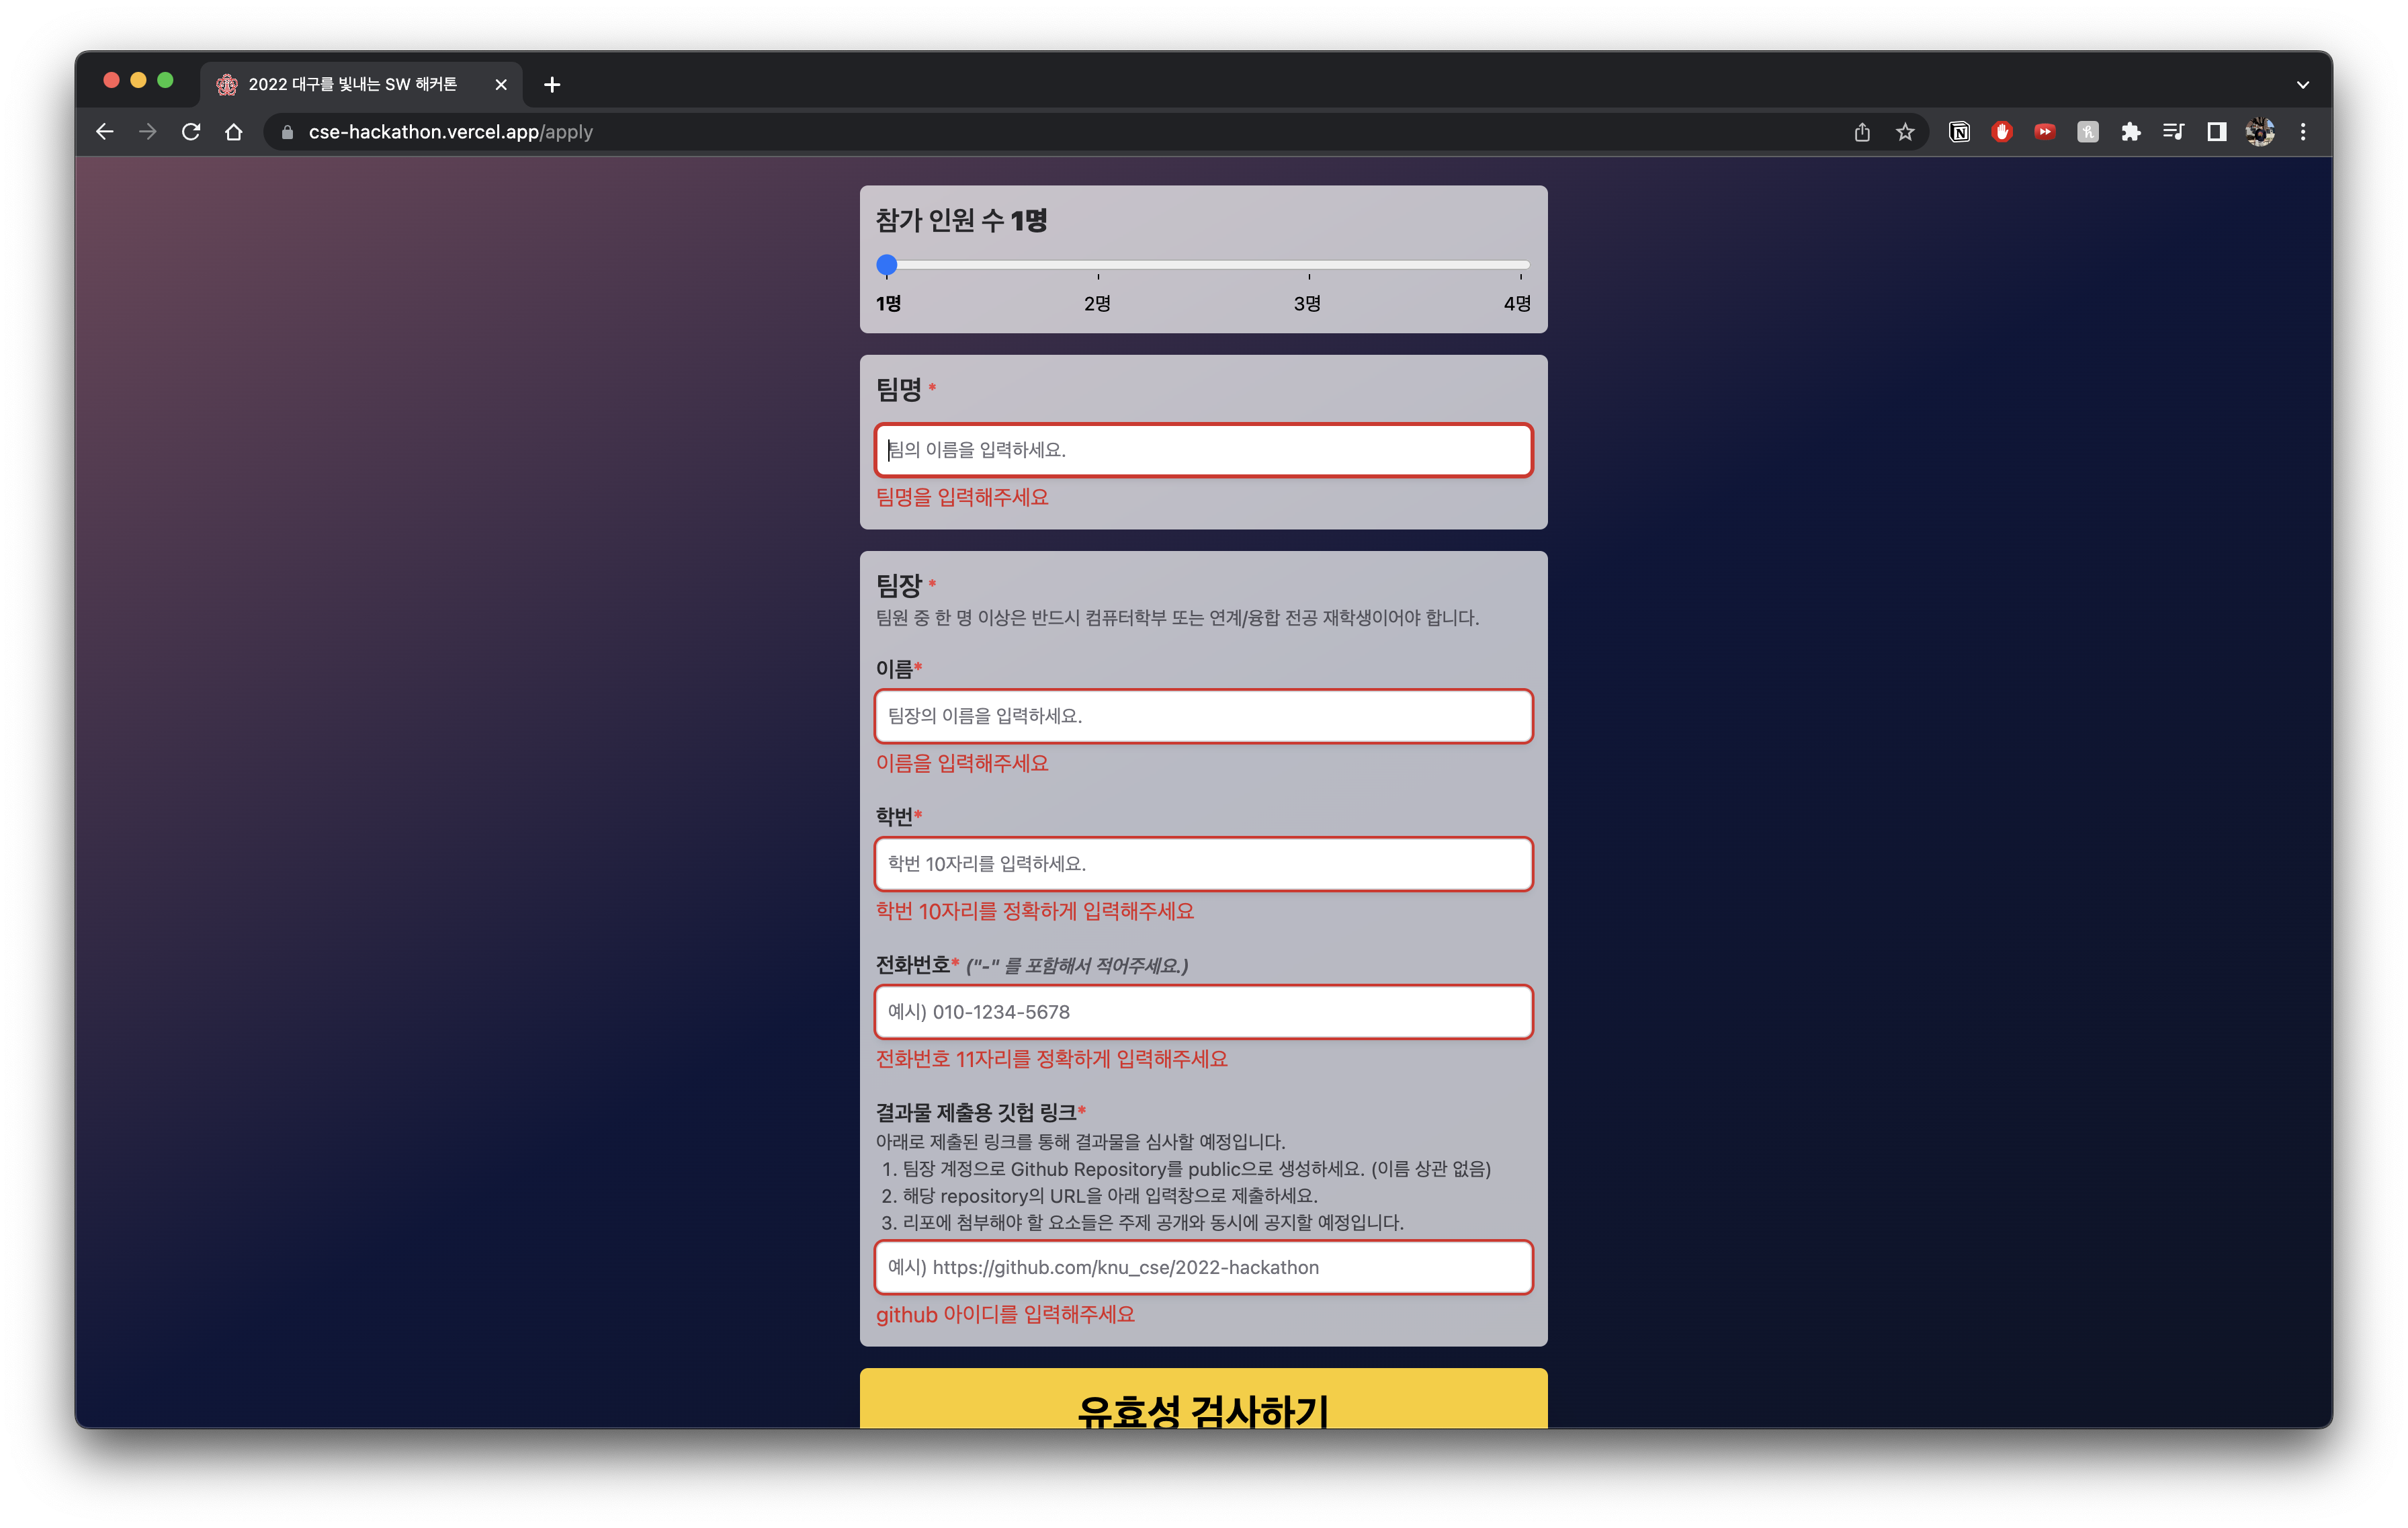 2022 대구를 빛내는 SW 해커톤
cse-hackathon.vercel.app/apply
참가 인원 수 1명
1명 2명 3명 4명
팀명 *
팀의 이름을 입력하세요.
팀명을 입력해주세요
팀장 *
팀원 중 한 명 이상은 반드시 컴퓨터학부 또는 연계/융합 전공 재학생이어야 합니다.
이름*
팀장의 이름을 입력하세요.
이름을 입력해주세요
학번*
학번 10자리를 입력하세요.
학번 10자리를 정확하게 입력해주세요
전화번호* ("-" 를 포함해서 적어주세요.)
예시) 010-1234-5678
전화번호 11자리를 정확하게 입력해주세요
결과물 제출용 깃헙 링크*
아래로 제출된 링크를 통해 결과물을 심사할 예정입니다.
1. 팀장 계정으로 Github Repository를 public으로 생성하세요. (이름 상관 없음)
2. 해당 repository의 URL을 아래 입력창으로 제출하세요.
3. 리포에 첨부해야 할 요소들은 주제 공개와 동시에 공지할 예정입니다.
예시) https://github.com/knu_cse/2022-hackathon
github 아이디를 입력해주세요
유효성 검사하기